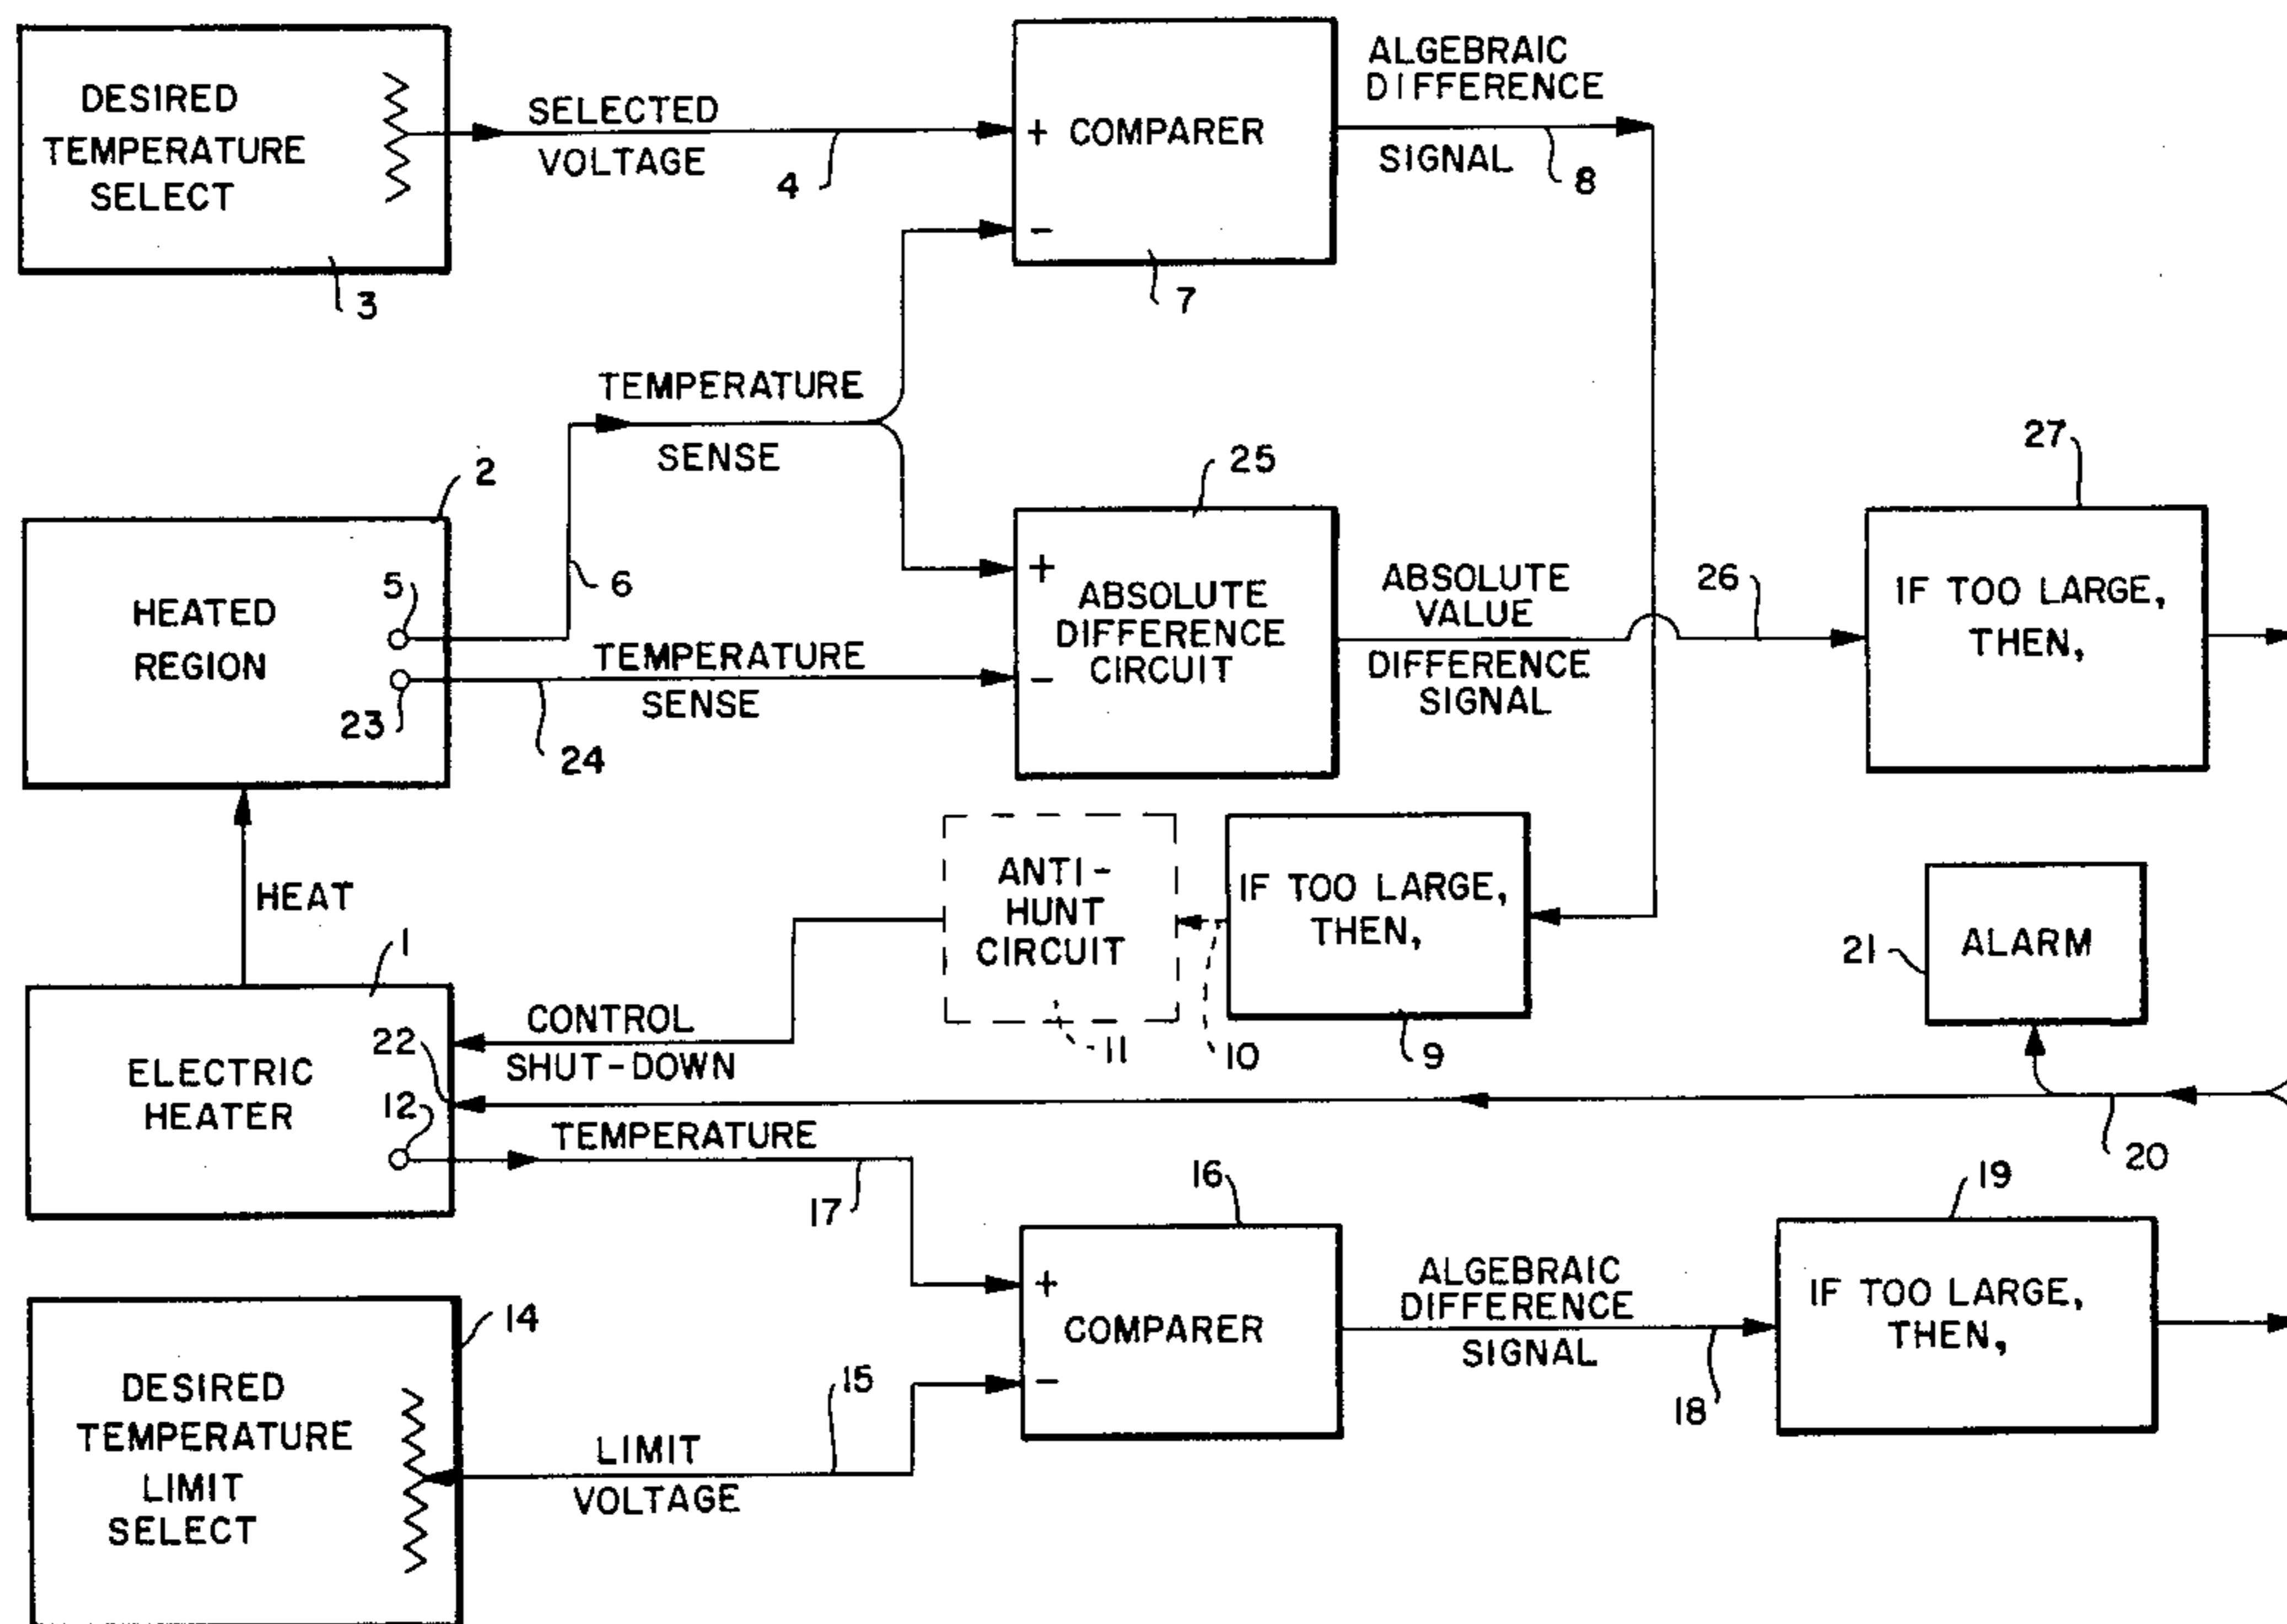 DESIRED
TEMPERATURE
SELECT
3
SELECTED
VOLTAGE
4
+ COMPARER
-
7
ALGEBRAIC
DIFFERENCE
SIGNAL
8
TEMPERATURE
SENSE
2
HEATED
REGION
5
6
23
TEMPERATURE
SENSE
24
25
+
ABSOLUTE
DIFFERENCE
CIRCUIT
-
ABSOLUTE
VALUE
DIFFERENCE
SIGNAL
26
27
IF TOO LARGE,
THEN,
HEAT
ANTI-
HUNT
CIRCUIT
11
10
IF TOO LARGE,
THEN,
9
21
ALARM
1
ELECTRIC
HEATER
22
12
CONTROL
SHUT-DOWN
20
TEMPERATURE
17
16
+
COMPARER
-
ALGEBRAIC
DIFFERENCE
SIGNAL
18
19
IF TOO LARGE,
THEN,
14
DESIRED
TEMPERATURE
LIMIT
SELECT
LIMIT
VOLTAGE
15